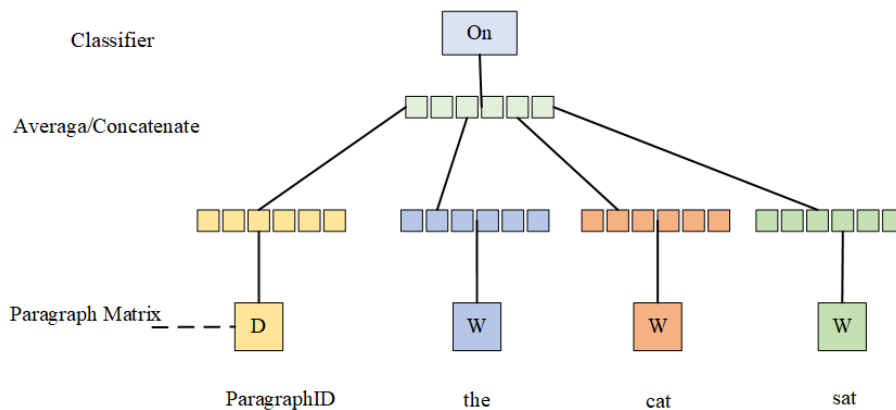 On
Classifier
Averaga/Concatenate
Paragraph Matrix
D
W
W
W
ParagraphID
the
cat
sat